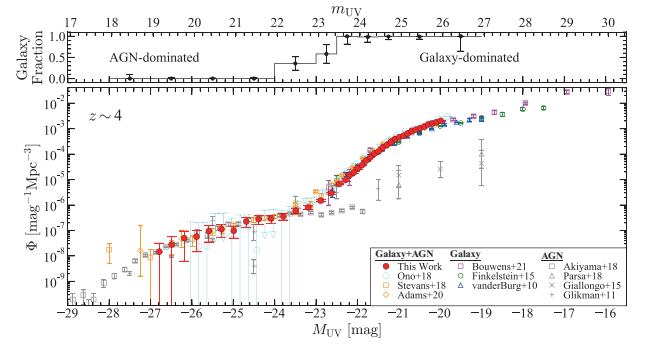 m_UV
17 18 19 20 21 22 23 24 25 26 27 28 29 30
Galaxy Fraction
1.0
0.5
0.0
AGN-dominated
Galaxy-dominated
z ~ 4
Φ [mag⁻¹Mpc⁻³]
10⁻²
10⁻³
10⁻⁴
10⁻⁵
10⁻⁶
10⁻⁷
10⁻⁸
10⁻⁹
Galaxy+AGN
This Work
Ono+18
Stevans+18
Adams+20
Galaxy
Bouwens+21
Finkelstein+15
vanderBurg+10
AGN
Akiyama+18
Parsa+18
Giallongo+15
Glikman+11
−29 −28 −27 −26 −25 −24 −23 −22 −21 −20 −19 −18 −17 −16
M_UV [mag]